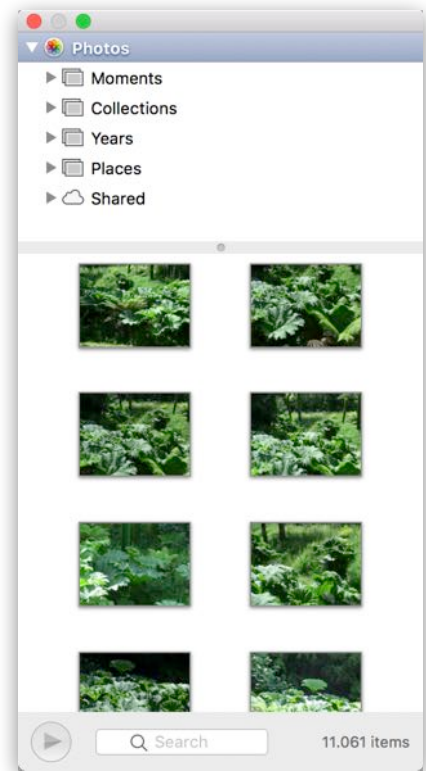 Photos
Moments
Collections
Years
Places
Shared
Search
11.061 items